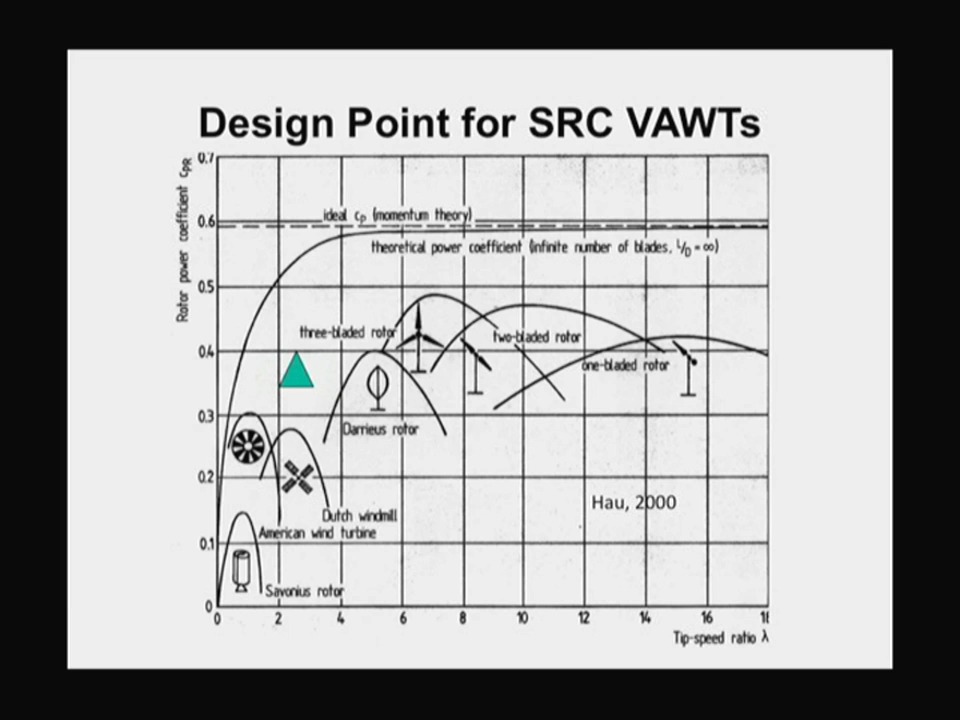 Design Point for SRC VAWTs
Rotor power coefficient cPR
0.7
0.6
0.5
0.4
0.3
0.2
0.1
0
ideal cP (momentum theory)
theoretical power coefficient (infinite number of blades, L/D = ∞)
three-bladed rotor
two-bladed rotor
one-bladed rotor
Darrieus rotor
Hau, 2000
Dutch windmill
American wind turbine
Savonius rotor
0 2 4 6 8 10 12 14 16 18
Tip-speed ratio λ